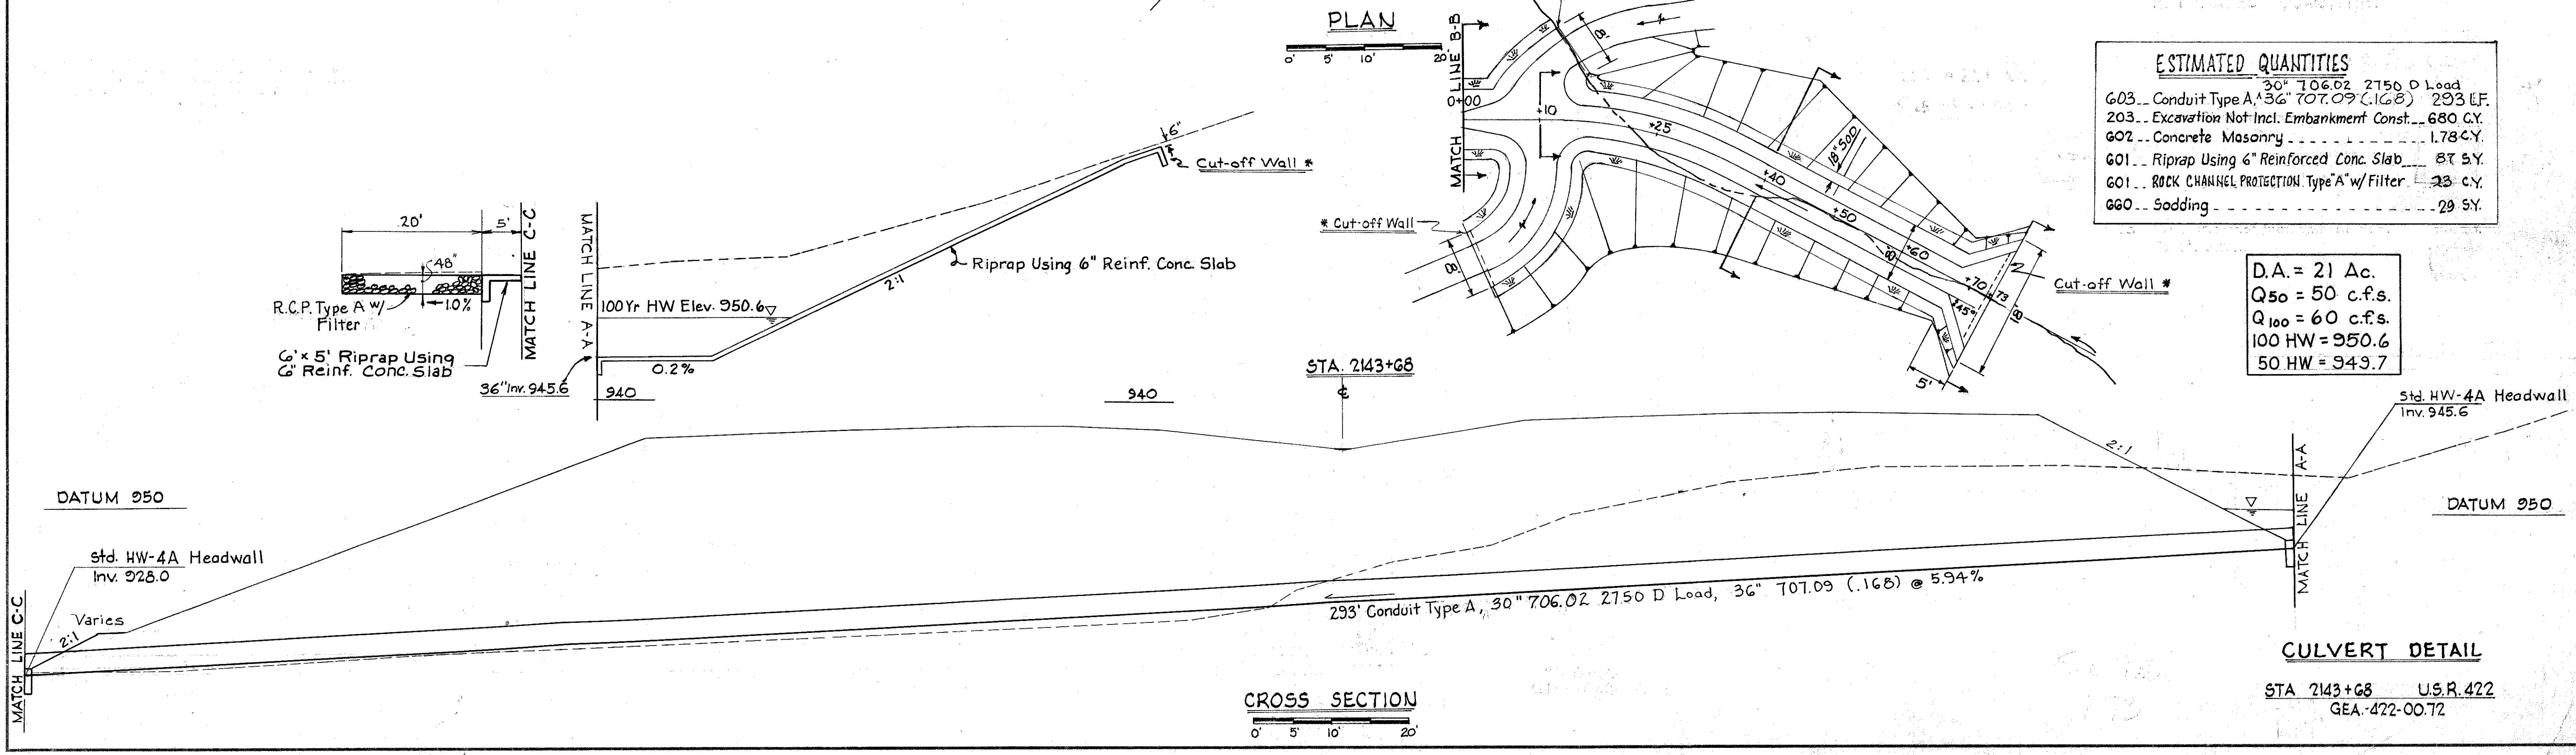 PLAN
0' 5' 10' 20'
MATCH LINE B-B
0+00
+10
+25
+40
+50
+60
+70
+73
18" SOD
8'
8'
8'
18'
45°
5'
* Cut-off Wall
Cut-off Wall *
ESTIMATED QUANTITIES
30" 706.02 2750 D Load
603-- Conduit Type A, 36" 707.09 (.168) 293 L.F.
203-- Excavation Not Incl. Embankment Const.-- 680 C.Y.
602-- Concrete Masonry ---------- 1.78 C.Y.
601-- Riprap Using 6" Reinforced Conc. Slab---- 87 S.Y.
601-- ROCK CHANNEL PROTECTION Type "A" w/ Filter 23 C.Y.
660-- Sodding ---------------- 29 S.Y.
D.A. = 21 Ac.
Q50 = 50 c.f.s.
Q100 = 60 c.f.s.
100 HW = 950.6
50 HW = 949.7
6"
Cut-off Wall *
Riprap Using 6" Reinf. Conc. Slab
2:1
100 Yr HW Elev. 950.6
MATCH LINE A-A
0.2%
36" Inv. 945.6
940
940
20'
5'
48"
1.0%
R.C.P. Type A w/
Filter
MATCH LINE C-C
6' x 5' Riprap Using
6" Reinf. Conc. Slab
STA. 2143+68
℄
Std. HW-4A Headwall
Inv. 945.6
2:1
MATCH LINE A-A
DATUM 950
DATUM 950
Std. HW-4A Headwall
Inv. 928.0
Varies
2:1
MATCH LINE C-C
293' Conduit Type A, 30" 706.02 2750 D Load, 36" 707.09 (.168) @ 5.94%
CROSS SECTION
0' 5' 10' 20'
CULVERT DETAIL
STA 2143+68 U.S.R. 422
GEA.-422-00.72